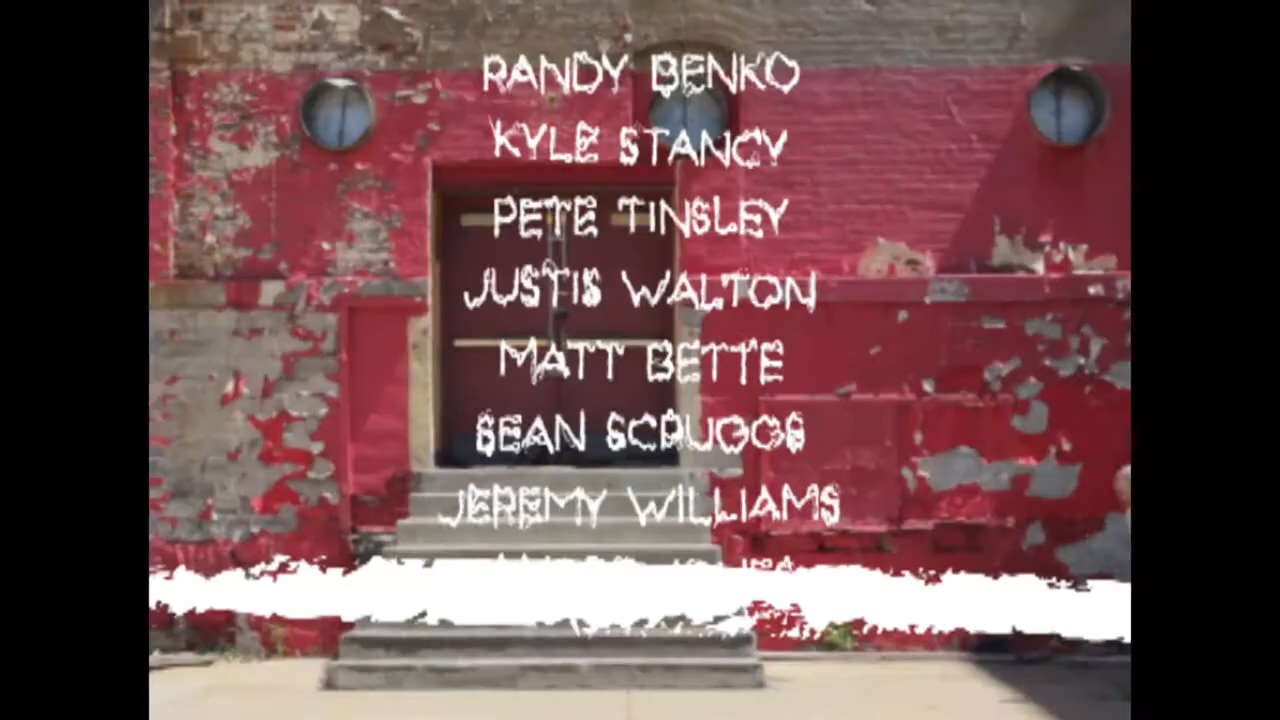 RANDY BENKO
KYLE STANCY
PETE TINSLEY
JUSTIS WALTON
MATT BETTE
SEAN SCRUGGS
JEREMY WILLIAMS